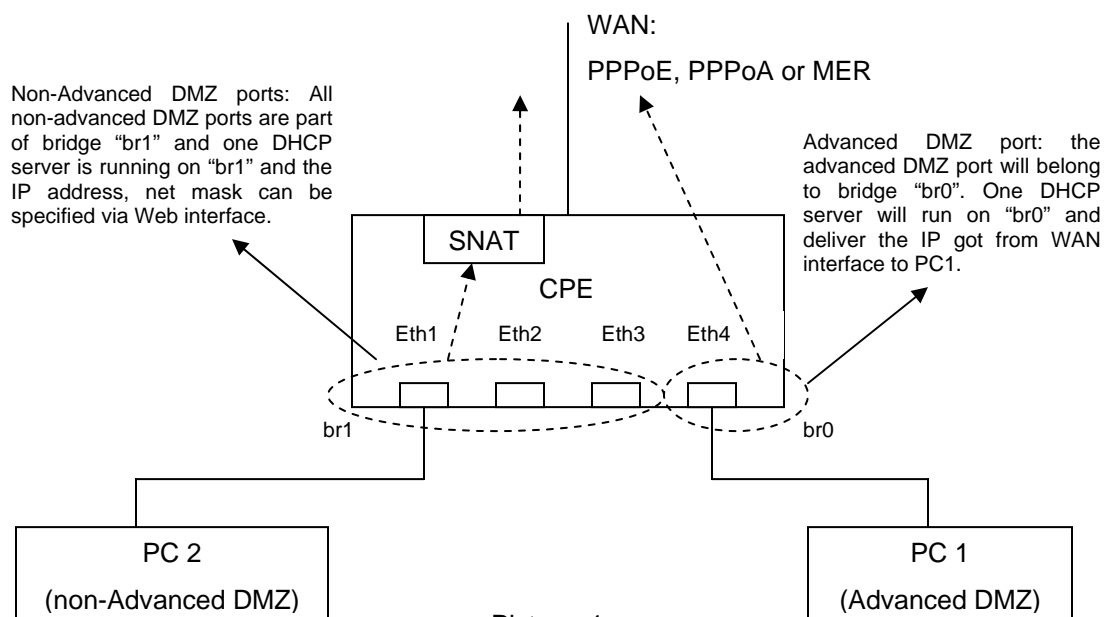 WAN:
PPPoE, PPPoA or MER
Non-Advanced DMZ ports: All
non-advanced DMZ ports are part
of bridge “br1” and one DHCP
server is running on “br1” and the
IP address, net mask can be
specified via Web interface.
Advanced DMZ port: the
advanced DMZ port will belong
to bridge “br0”. One DHCP
server will run on “br0” and
deliver the IP got from WAN
interface to PC1.
SNAT
CPE
Eth1 Eth2 Eth3 Eth4
br1 br0
PC 2
(non-Advanced DMZ)
PC 1
(Advanced DMZ)